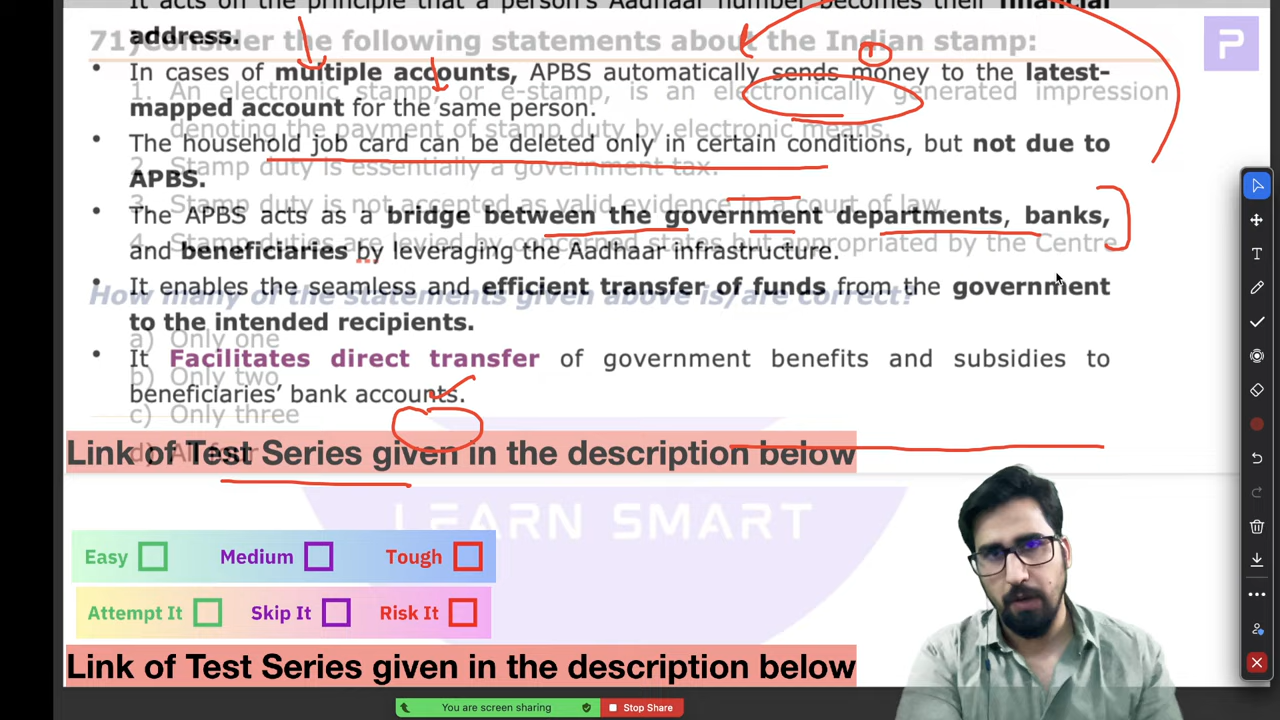 It acts on the principle that a person's Aadhaar number becomes their financial
address.
• In cases of multiple accounts, APBS automatically sends money to the latest-
mapped account for the same person.
• The household job card can be deleted only in certain conditions, but not due to
APBS.
• The APBS acts as a bridge between the government departments, banks,
and beneficiaries by leveraging the Aadhaar infrastructure.
• It enables the seamless and efficient transfer of funds from the government
to the intended recipients.
• It Facilitates direct transfer of government benefits and subsidies to
beneficiaries' bank accounts.
71) Consider the following statements about the Indian stamp:
1. An electronic stamp, or e-stamp, is an electronically generated impression
denoting the payment of stamp duty by electronic means.
2. Stamp duty is essentially a government tax.
3. Stamp duty is not accepted as valid evidence in a court of law.
4. Stamp duties are levied by concerned states but appropriated by the Centre
How many of the statements given above is/are correct?
a) Only one
b) Only two
c) Only three
d) All four
P
Link of Test Series given in the description below
LEARN SMART
Easy Medium Tough
Attempt It Skip It Risk It
Link of Test Series given in the description below
T
You are screen sharing Stop Share